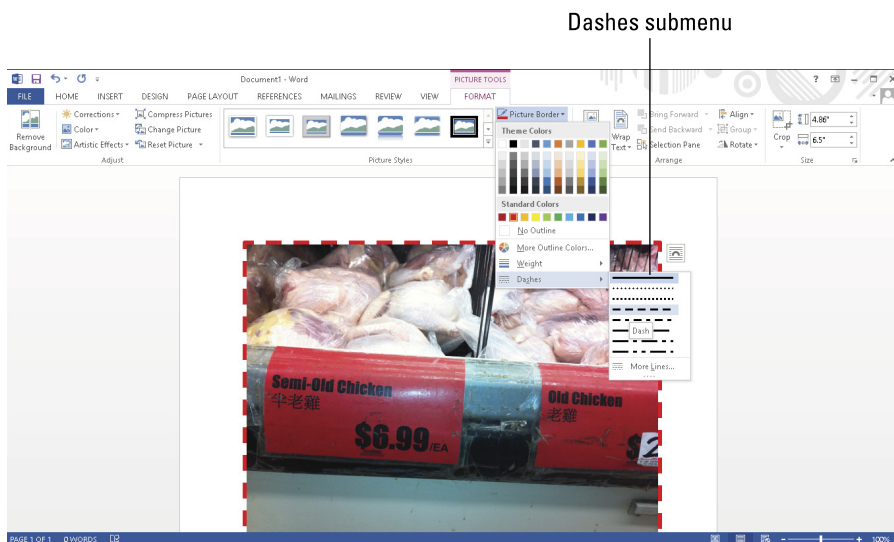 Dashes submenu
Document1 - Word
PICTURE TOOLS
?
FILE HOME INSERT DESIGN PAGE LAYOUT REFERENCES MAILINGS REVIEW VIEW FORMAT
Remove Background
Corrections
Color
Artistic Effects
Compress Pictures
Change Picture
Reset Picture
Adjust
Picture Styles
Picture Border
Theme Colors
Standard Colors
No Outline
More Outline Colors...
Weight
Dashes
Dash
More Lines...
Wrap
Text
Bring Forward
Send Backward
Selection Pane
Align
Group
Rotate
Arrange
Crop
4.86"
6.5"
Size
Semi-Old Chicken
半老雞
$6.99/EA
Old Chicken
老雞
$2
PAGE 1 OF 1 0 WORDS
100%